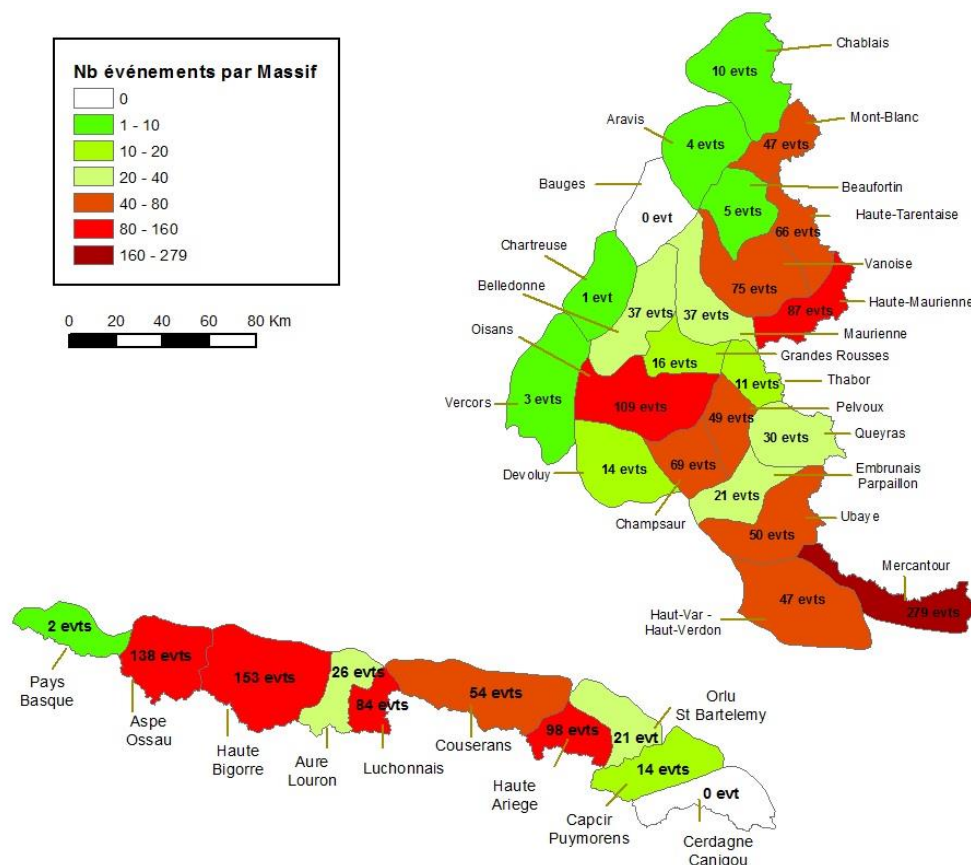 Nb événements par Massif
0
1 - 10
10 - 20
20 - 40
40 - 80
80 - 160
160 - 279
0 20 40 60 80 Km
Chablais
10 evts
Mont-Blanc
47 evts
Aravis
4 evts
Bauges
0 evt
Beaufortin
5 evts
Haute-Tarentaise
66 evts
Chartreuse
1 evt
Vanoise
75 evts
Belledonne
37 evts
Haute-Maurienne
87 evts
Oisans
37 evts
Maurienne
16 evts
Grandes Rousses
11 evts
Thabor
Vercors
3 evts
109 evts
49 evts
Pelvoux
30 evts
Queyras
Devoluy
14 evts
69 evts
Champsaur
21 evts
Embrunais
Parpaillon
50 evts
Ubaye
Mercantour
279 evts
47 evts
Haut-Var -
Haut-Verdon
2 evts
Pays
Basque
138 evts
Aspe
Ossau
153 evts
Haute
Bigorre
26 evts
Aure
Louron
84 evts
Luchonnais
54 evts
Couserans
98 evts
Haute
Ariege
21 evt
Orlu
St Bartelemy
14 evts
Capcir
Puymorens
0 evt
Cerdagne
Canigou